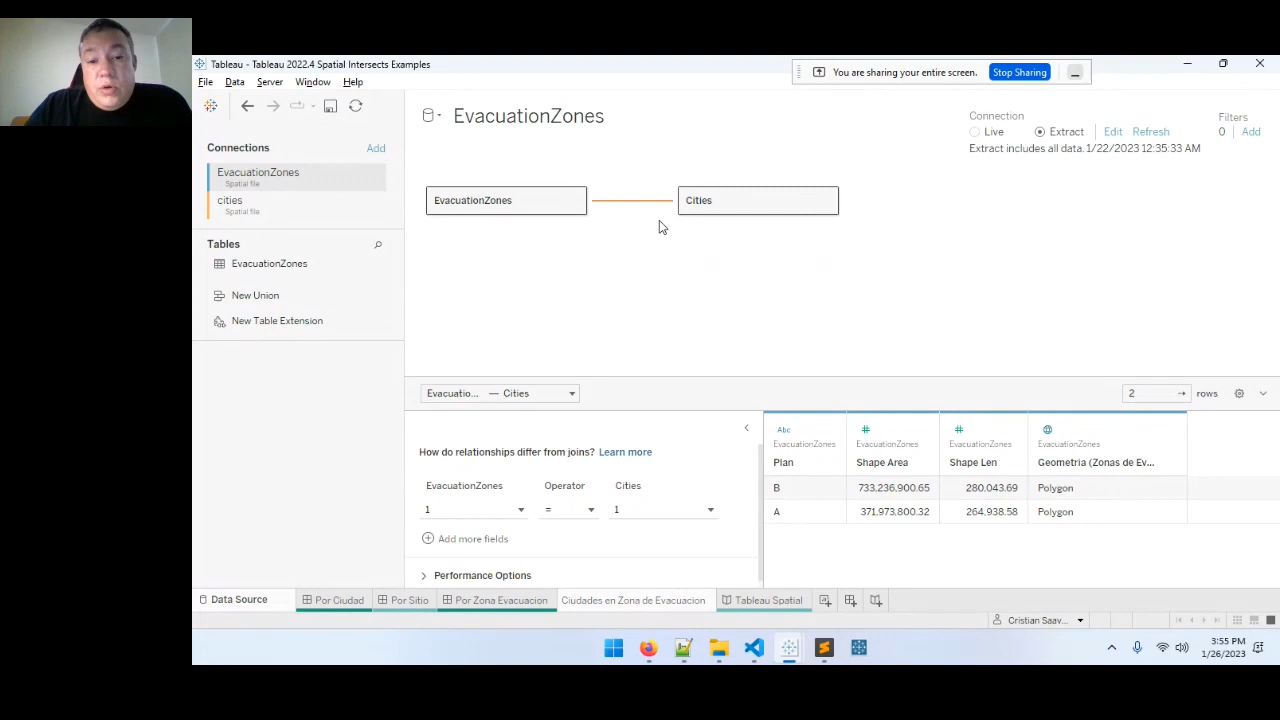 Tableau - Tableau 2022.4 Spatial Intersects Examples
You are sharing your entire screen.
Stop Sharing
File Data Server Window Help
EvacuationZones
Connection
Live Extract Edit Refresh
Extract includes all data. 1/22/2023 12:35:33 AM
Filters
0 Add
Connections Add
EvacuationZones
Spatial file
cities
Spatial file
Tables
EvacuationZones
New Union
New Table Extension
EvacuationZones Cities
Evacuatio... — Cities
2 rows
How do relationships differ from joins? Learn more
EvacuationZones Operator Cities
1 = 1
Add more fields
Performance Options
Abc # #
EvacuationZones EvacuationZones EvacuationZones EvacuationZones
Plan Shape Area Shape Len Geometria (Zonas de Ev...
B 733,236,900.65 280,043.69 Polygon
A 371,973,800.32 264,938.58 Polygon
Data Source Por Ciudad Por Sitio Por Zona Evacuacion Ciudades en Zona de Evacuacion Tableau Spatial
Cristian Saav...
3:55 PM
1/26/2023